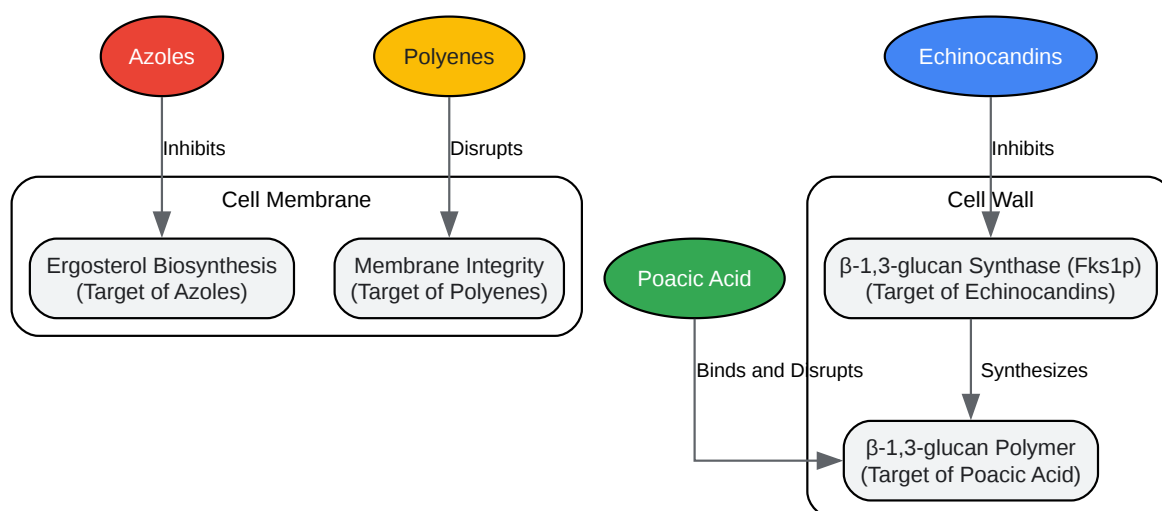 Azoles
Polyenes
Echinocandins
Inhibits
Disrupts
Inhibits
Cell Membrane
Cell Wall
Ergosterol Biosynthesis
(Target of Azoles)
Membrane Integrity
(Target of Polyenes)
Poacic Acid
β-1,3-glucan Synthase (Fks1p)
(Target of Echinocandins)
Binds and Disrupts
Synthesizes
β-1,3-glucan Polymer
(Target of Poacic Acid)